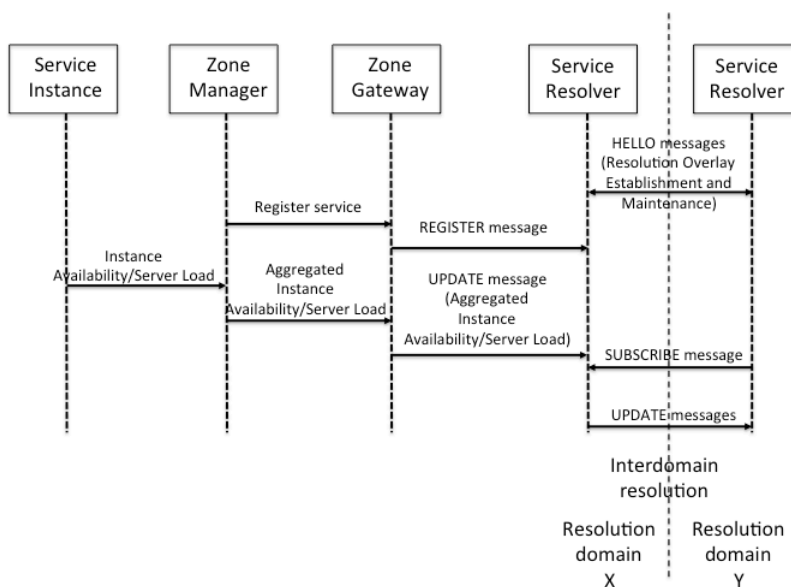 Service
Instance
Zone
Manager
Zone
Gateway
Service
Resolver
Service
Resolver
HELLO messages
(Resolution Overlay
Establishment and
Maintenance)
Register service
REGISTER message
Instance
Availability/Server Load
Aggregated
Instance
Availability/Server Load
UPDATE message
(Aggregated
Instance
Availability/Server Load)
SUBSCRIBE message
UPDATE messages
Interdomain
resolution
Resolution
domain
X
Resolution
domain
Y